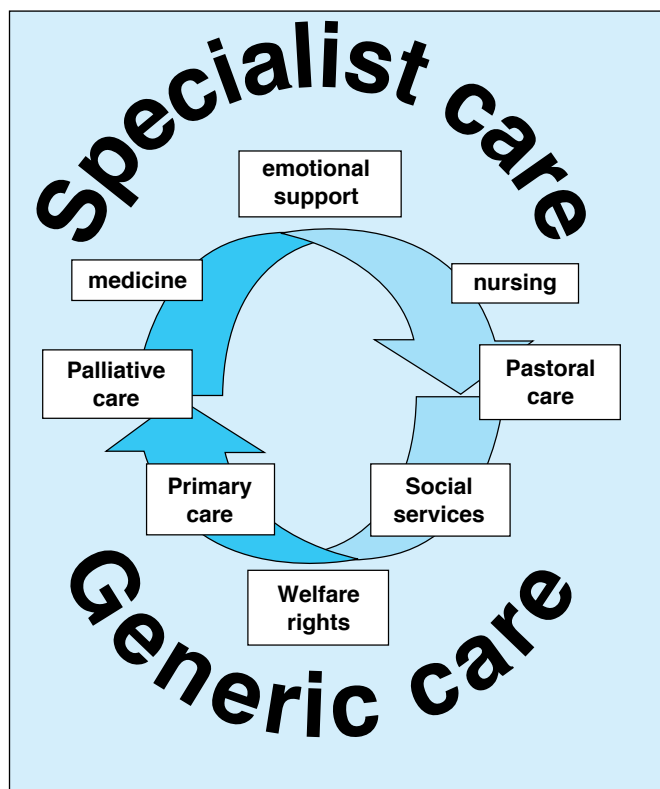 Specialist care
emotional
support
medicine
nursing
Palliative
care
Pastoral
care
Primary
care
Social
services
Welfare
rights
Generic care